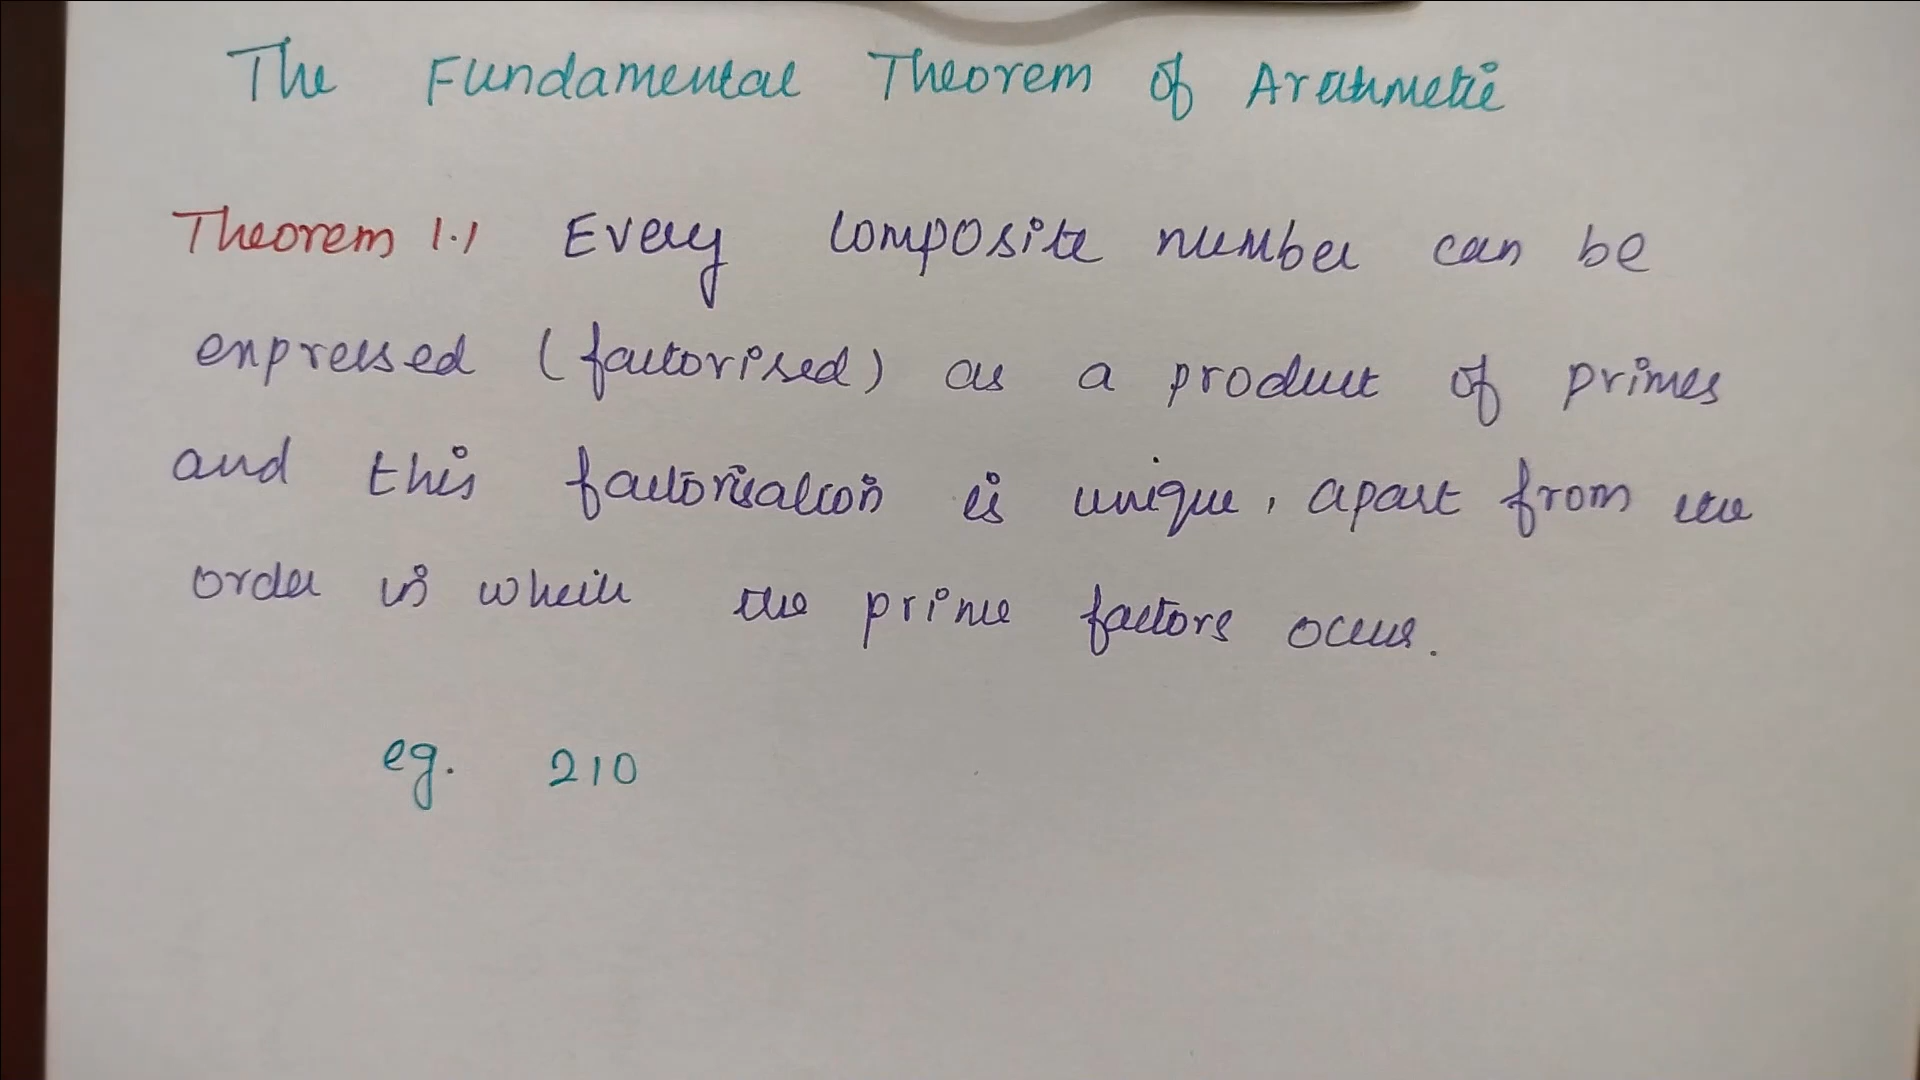 The Fundamental Theorem of Arithmetic
Theorem 1.1 Every composite number can be
expressed (factorised) as a product of primes
and this factorisation is unique, apart from the
order in which the prime factors occur.
eg. 210